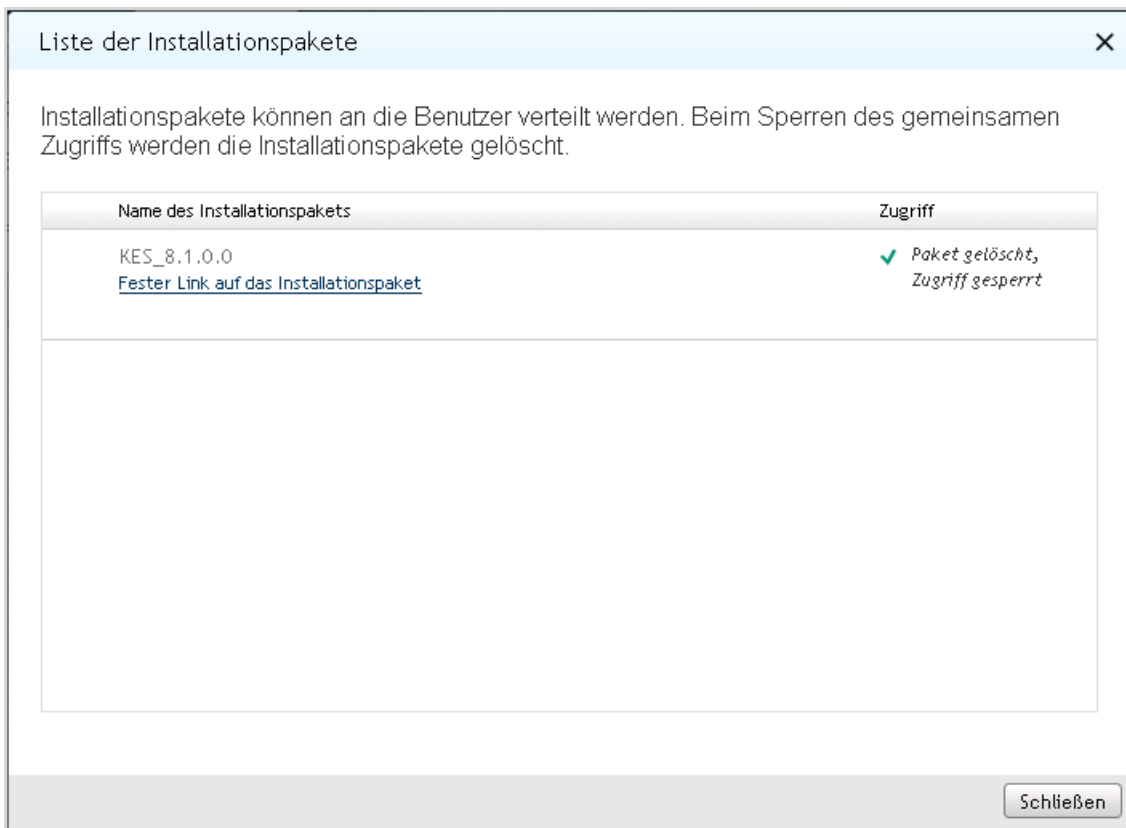 Liste der Installationspakete
Installationspakete können an die Benutzer verteilt werden. Beim Sperren des gemeinsamen
Zugriffs werden die Installationspakete gelöscht.
Name des Installationspakets Zugriff
KES_8.1.0.0 Paket gelöscht,
Fester Link auf das Installationspaket Zugriff gesperrt
Schließen